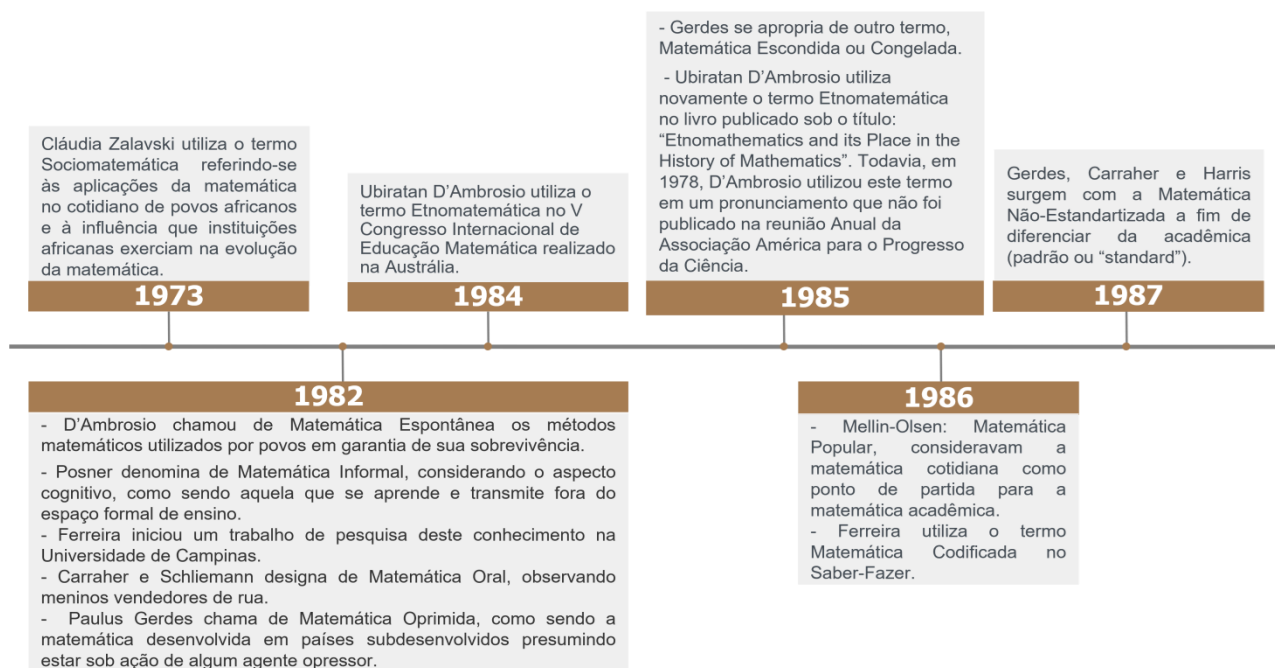 Cláudia Zalavski utiliza o termo
Sociomatemática referindo-se
às aplicações da matemática
no cotidiano de povos africanos
e à influência que instituições
africanas exerciam na evolução
da matemática.
1973
1982
- D’Ambrosio chamou de Matemática Espontânea os métodos
matemáticos utilizados por povos em garantia de sua sobrevivência.
- Posner denomina de Matemática Informal, considerando o aspecto
cognitivo, como sendo aquela que se aprende e transmite fora do
espaço formal de ensino.
- Ferreira iniciou um trabalho de pesquisa deste conhecimento na
Universidade de Campinas.
- Carraher e Schliemann designa de Matemática Oral, observando
meninos vendedores de rua.
- Paulus Gerdes chama de Matemática Oprimida, como sendo a
matemática desenvolvida em países subdesenvolvidos presumindo
estar sob ação de algum agente opressor.
Ubiratan D’Ambrosio utiliza o
termo Etnomatemática no V
Congresso Internacional de
Educação Matemática realizado
na Austrália.
1984
- Gerdes se apropria de outro termo,
Matemática Escondida ou Congelada.
- Ubiratan D’Ambrosio utiliza
novamente o termo Etnomatemática
no livro publicado sob o título:
“Etnomathematics and its Place in the
History of Mathematics”. Todavia, em
1978, D’Ambrosio utilizou este termo
em um pronunciamento que não foi
publicado na reunião Anual da
Associação América para o Progresso
da Ciência.
1985
1986
- Mellin-Olsen: Matemática
Popular, consideravam a
matemática cotidiana como
ponto de partida para a
matemática acadêmica.
- Ferreira utiliza o termo
Matemática Codificada no
Saber-Fazer.
Gerdes, Carraher e Harris
surgem com a Matemática
Não-Estandartizada a fim de
diferenciar da acadêmica
(padrão ou “standard”).
1987